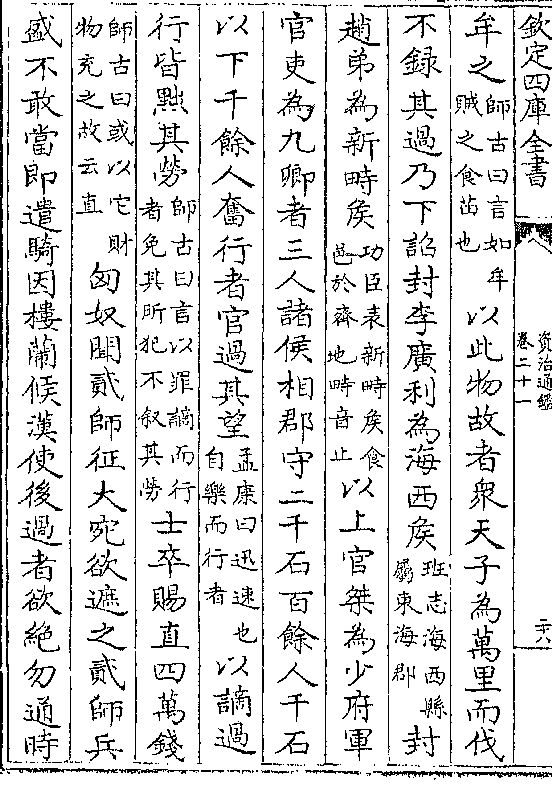 欽定四庫全書
資治通鑑
卷二十一
二十八
牟之師古曰言如牟賊之食苗也以此物故者衆天子為萬里而伐
不録其過乃下詔封李廣利為海西侯班志海西縣屬東海郡封
趙弟為新畤侯功臣表新畤侯食邑於齊地畤音止以上官桀為少府軍
官吏為九卿者三人諸侯相郡守二千石百餘人千石
以下千餘人奮行者官過其望孟康曰迅速也自樂而行者以謫過
行皆黜其勞師古曰言以罪謫而行者免其所犯不叙其勞士卒賜直四萬錢
師古曰或以它財物充之故云直匈奴聞貳師征大宛欲遮之貳師兵
盛不敢當即遣騎因樓蘭候漢使後過者欲絶勿通時